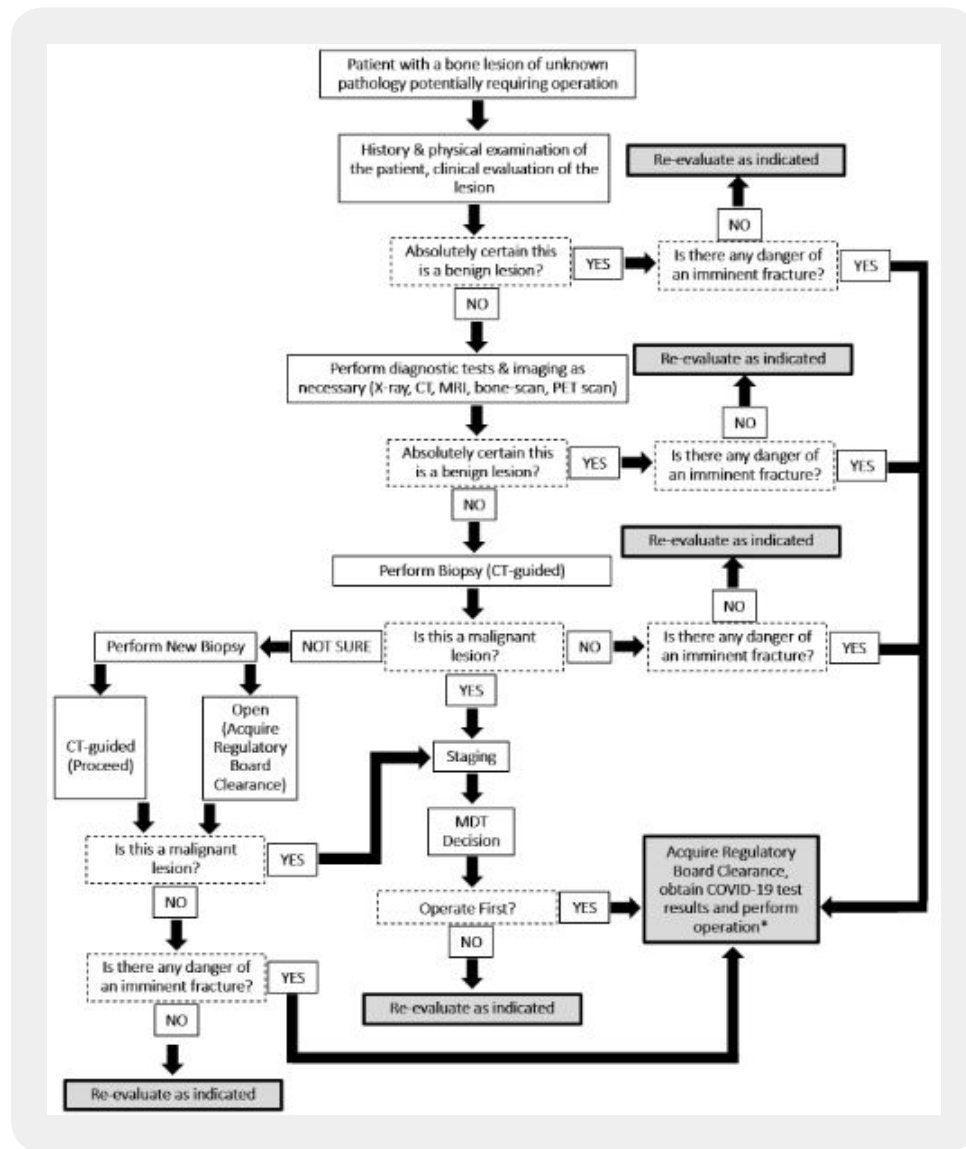 Patient with a bone lesion of unknown
pathology potentially requiring operation
History & physical examination of
the patient, clinical evaluation of the
lesion
Re-evaluate as indicated
NO
Absolutely certain this
is a benign lesion?
YES
Is there any danger of
an imminent fracture?
YES
NO
Perform diagnostic tests & imaging as
necessary (X-ray, CT, MRI, bone-scan, PET scan)
Re-evaluate as indicated
NO
Absolutely certain this
is a benign lesion?
YES
Is there any danger of
an imminent fracture?
YES
NO
Perform Biopsy (CT-guided)
Re-evaluate as indicated
NO
Perform New Biopsy
NOT SURE
Is this a malignant
lesion?
NO
Is there any danger of
an imminent fracture?
YES
YES
CT-guided
(Proceed)
Open
(Acquire
Regulatory
Board
Clearance)
Staging
MDT
Decision
Is this a malignant
lesion?
YES
Acquire Regulatory
Board Clearance,
obtain COVID-19 test
results and perform
operation*
NO
Operate First?
YES
NO
Is there any danger of
an imminent fracture?
YES
Re-evaluate as indicated
NO
Re-evaluate as indicated